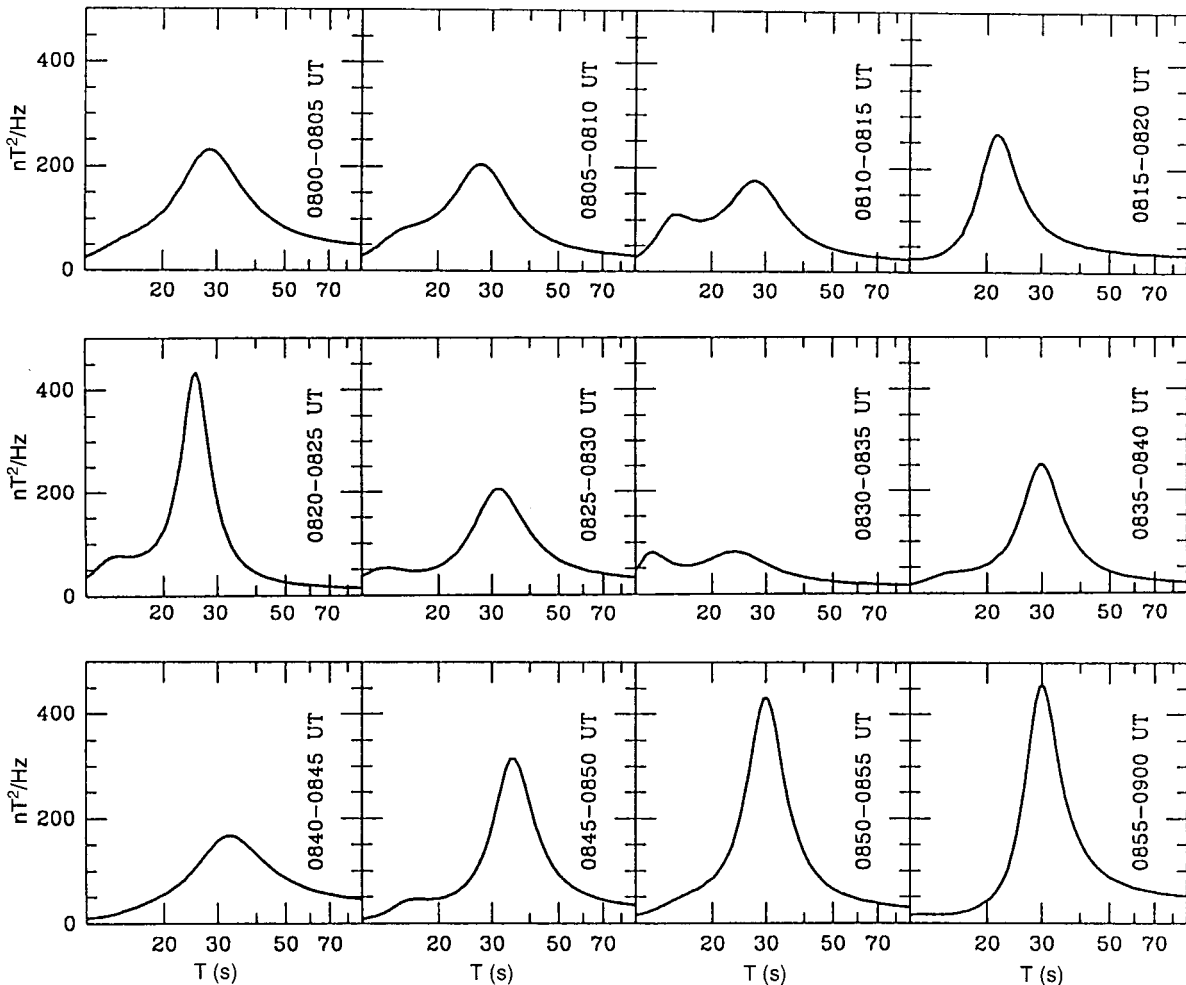 nT²/Hz
400
200
0
0800–0805 UT
0805–0810 UT
0810–0815 UT
0815–0820 UT
20 30 50 70
20 30 50 70
20 30 50 70
20 30 50 70
nT²/Hz
400
200
0
0820–0825 UT
0825–0830 UT
0830–0835 UT
0835–0840 UT
20 30 50 70
20 30 50 70
20 30 50 70
20 30 50 70
nT²/Hz
400
200
0
0840–0845 UT
0845–0850 UT
0850–0855 UT
0855–0900 UT
20 30 50 70
20 30 50 70
20 30 50 70
20 30 50 70
T (s)
T (s)
T (s)
T (s)